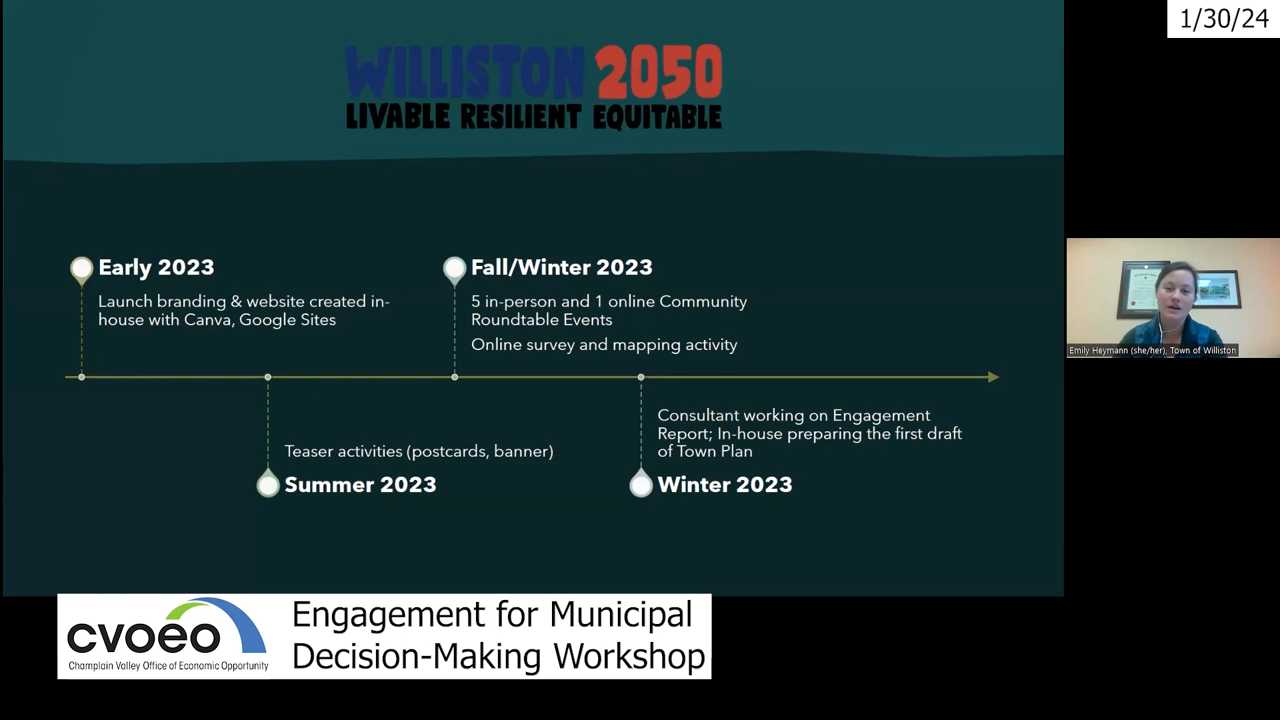 1/30/24
WILLISTON 2050
LIVABLE RESILIENT EQUITABLE
Early 2023
Launch branding & website created in-
house with Canva, Google Sites
Fall/Winter 2023
5 in-person and 1 online Community
Roundtable Events
Online survey and mapping activity
Teaser activities (postcards, banner)
Summer 2023
Consultant working on Engagement
Report; In-house preparing the first draft
of Town Plan
Winter 2023
Emily Heymann (she/her), Town of Williston
cvoeo
Champlain Valley Office of Economic Opportunity
Engagement for Municipal
Decision-Making Workshop